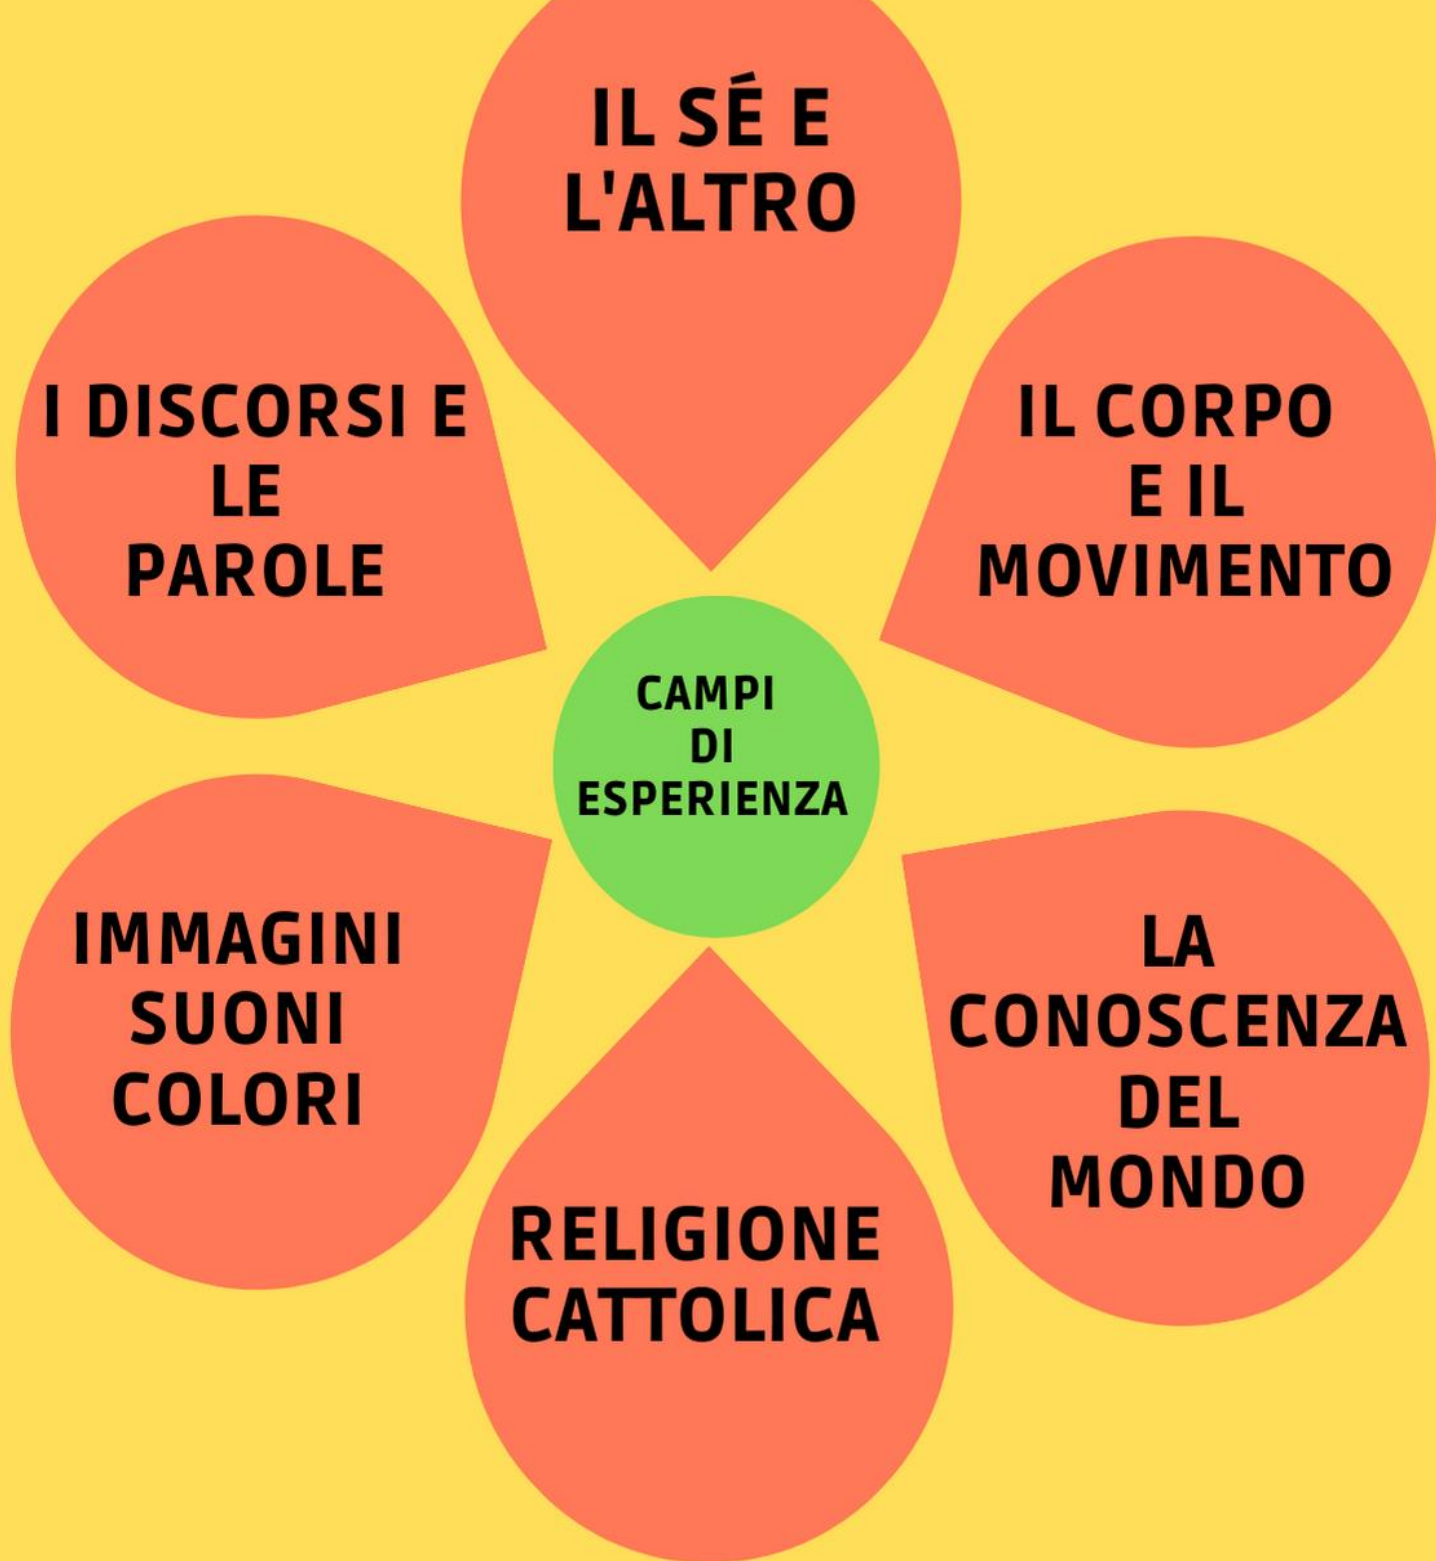 IL SÉ E
L'ALTRO
I DISCORSI E
LE
PAROLE
IL CORPO
E IL
MOVIMENTO
CAMPI
DI
ESPERIENZA
IMMAGINI
SUONI
COLORI
LA
CONOSCENZA
DEL
MONDO
RELIGIONE
CATTOLICA